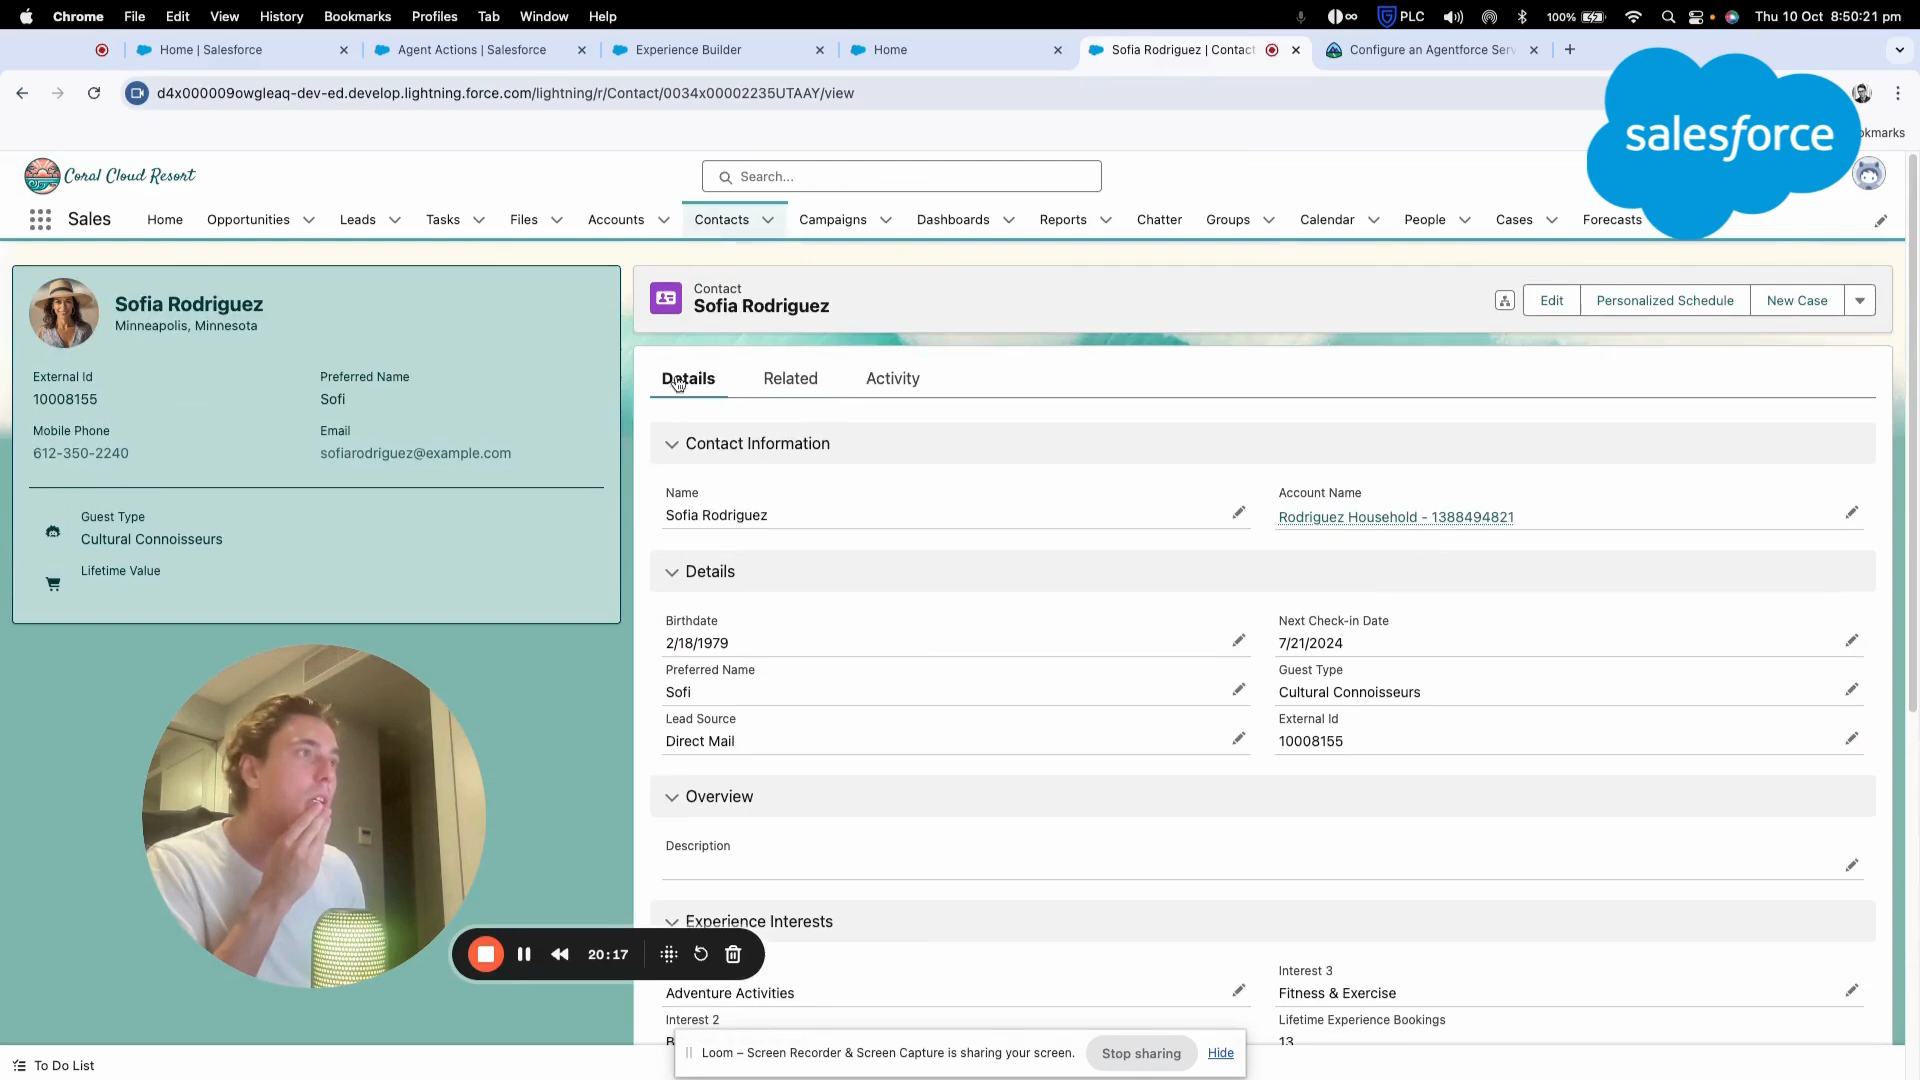 Chrome File Edit View History Bookmarks Profiles Tab Window Help PLC 100% Thu 10 Oct 8:50:21 pm
Home | Salesforce Agent Actions | Salesforce Experience Builder Home Sofia Rodriguez | Contact Configure an Agentforce Serv
d4x000009owgleaq-dev-ed.develop.lightning.force.com/lightning/r/Contact/0034x00002235UTAAY/view
okmarks
salesforce
Coral Cloud Resort
Search...
Sales Home Opportunities Leads Tasks Files Accounts Contacts Campaigns Dashboards Reports Chatter Groups Calendar People Cases Forecasts
Sofia Rodriguez
Minneapolis, Minnesota
External Id Preferred Name
10008155 Sofi
Mobile Phone Email
612-350-2240 sofiarodriguez@example.com
Guest Type
Cultural Connoisseurs
Lifetime Value
Contact
Sofia Rodriguez
Edit Personalized Schedule New Case
Details Related Activity
Contact Information
Name Account Name
Sofia Rodriguez Rodriguez Household - 1388494821
Details
Birthdate Next Check-in Date
2/18/1979 7/21/2024
Preferred Name Guest Type
Sofi Cultural Connoisseurs
Lead Source External Id
Direct Mail 10008155
Overview
Description
Experience Interests
20:17
Interest 3
Adventure Activities Fitness & Exercise
Interest 2 Lifetime Experience Bookings
13
Loom – Screen Recorder & Screen Capture is sharing your screen. Stop sharing Hide
To Do List